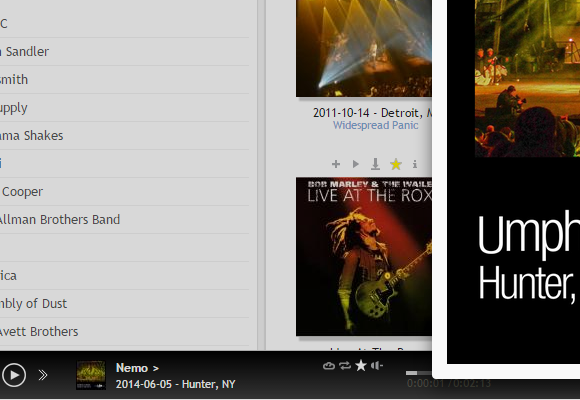 C
Sandler
smith
upply
ama Shakes
i
Cooper
Allman Brothers Band
ica
mbly of Dust
Avett Brothers
2011-10-14 - Detroit, M
Widespread Panic
BOB MARLEY & THE WAILE
LIVE AT THE ROX
Umph
Hunter,
Nemo >
2014-06-05 - Hunter, NY
0:00:01 / 0:02:13